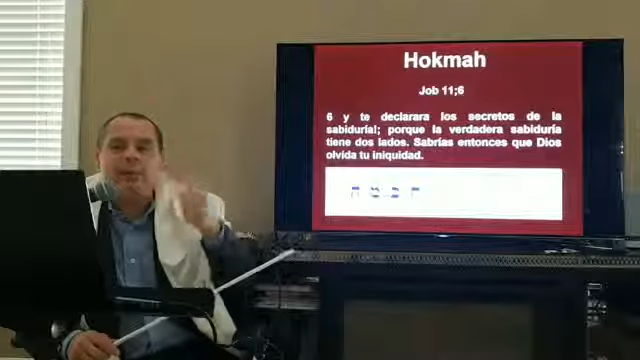 Hokmah
Job 11;6
6 y te declarara los secretos de la
sabiduría!; porque la verdadera sabiduría
tiene dos lados. Sabrías entonces que Dios
olvida tu iniquidad.